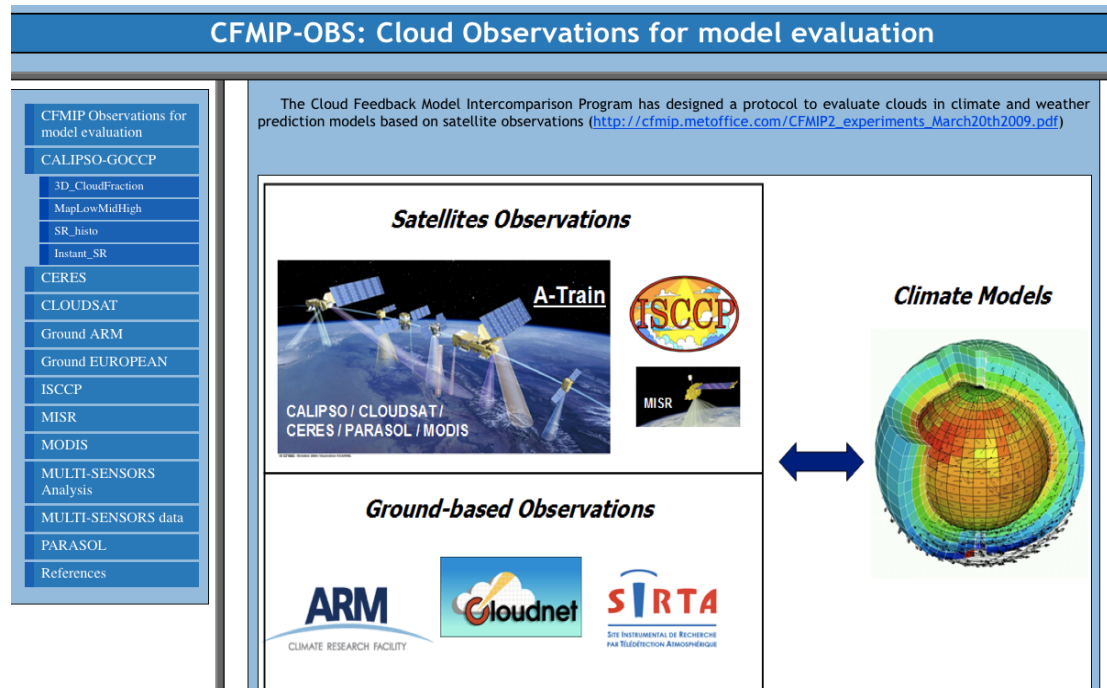 CFMIP-OBS: Cloud Observations for model evaluation
CFMIP Observations for
model evaluation
CALIPSO-GOCCP
3D_CloudFraction
MapLowMidHigh
SR_histo
Instant_SR
CERES
CLOUDSAT
Ground ARM
Ground EUROPEAN
ISCCP
MISR
MODIS
MULTI-SENSORS
Analysis
MULTI-SENSORS data
PARASOL
References
The Cloud Feedback Model Intercomparison Program has designed a protocol to evaluate clouds in climate and weather
prediction models based on satellite observations (http://cfmip.metoffice.com/CFMIP2_experiments_March20th2009.pdf)
Satellites Observations
A-Train
CALIPSO / CLOUDSAT /
CERES / PARASOL / MODIS
ISCCP
MISR
Climate Models
Ground-based Observations
ARM
CLIMATE RESEARCH FACILITY
Cloudnet
SIRTA
SITE INSTRUMENTAL DE RECHERCHE
PAR TÉLÉDÉTECTION ATMOSPHÉRIQUE